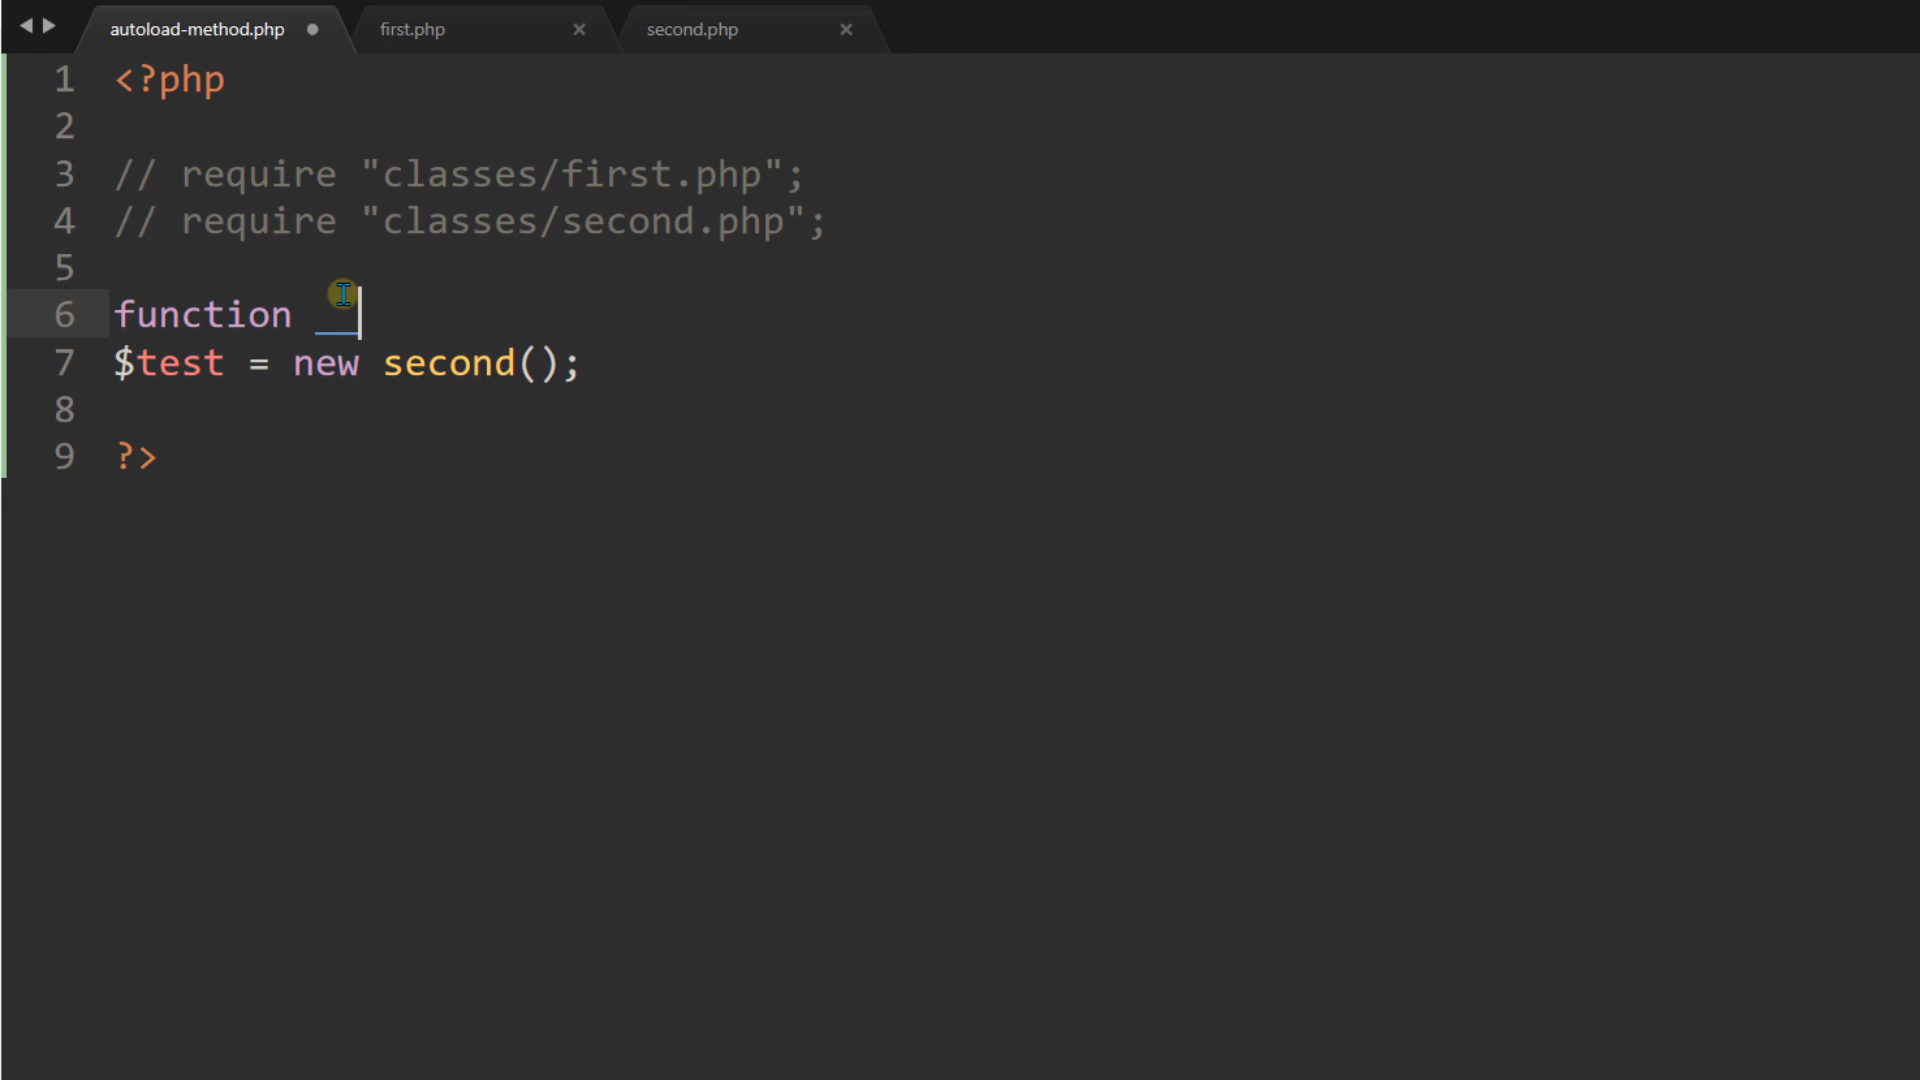 autoload-method.php first.php second.php
1 <?php
2
3 // require "classes/first.php";
4 // require "classes/second.php";
5
6 function __
7 $test = new second();
8
9 ?>